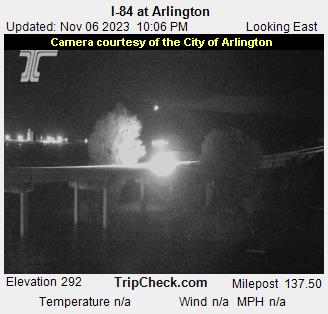 I-84 at Arlington
Updated: Nov 06 2023 10:06 PM Looking East
Camera courtesy of the City of Arlington
Elevation 292 TripCheck.com Milepost 137.50
Temperature n/a Wind n/a MPH n/a